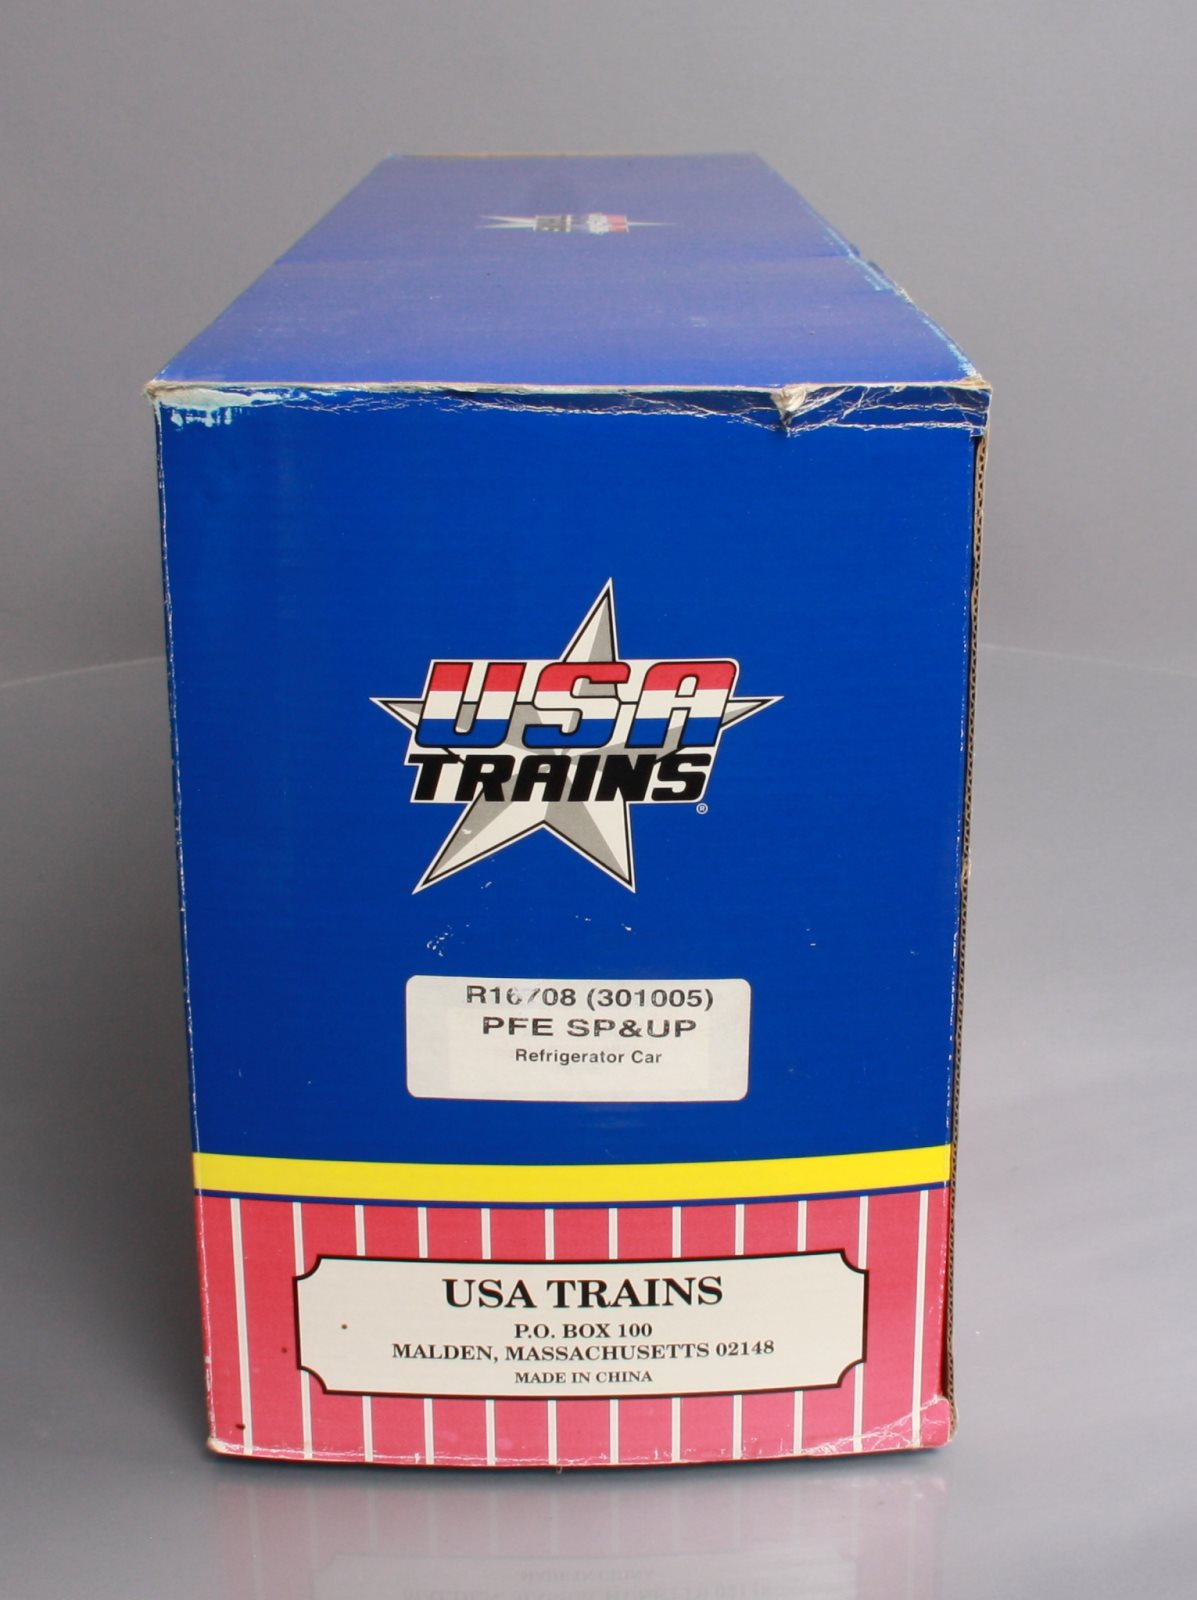 USA
TRAINS®
R16708 (301005)
PFE SP&UP
Refrigerator Car
USA TRAINS
P.O. BOX 100
MALDEN, MASSACHUSETTS 02148
MADE IN CHINA